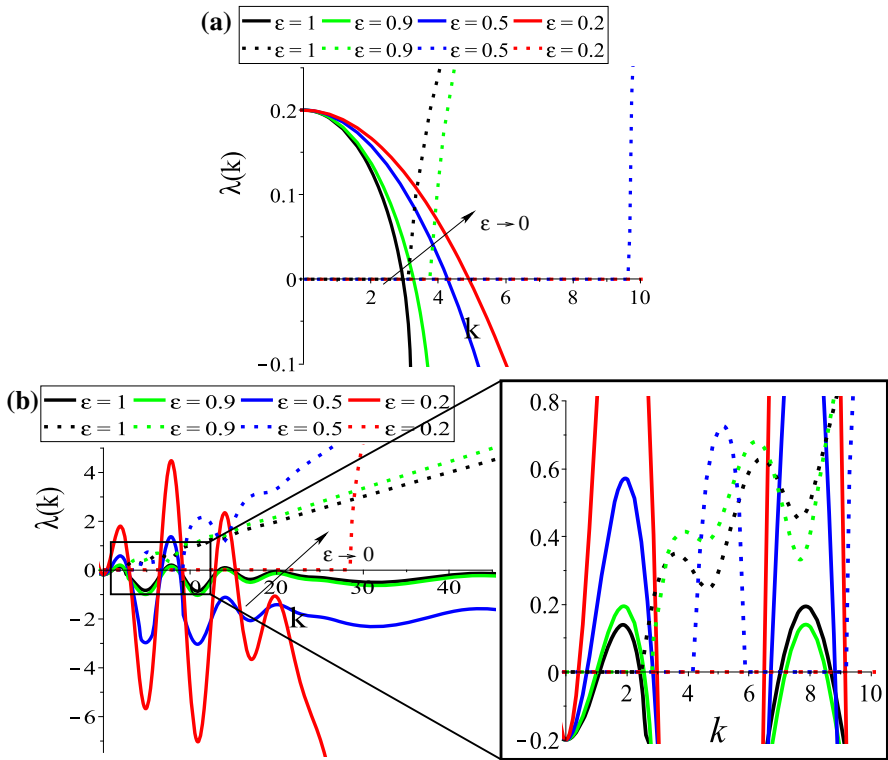 (a)
ε = 1 ε = 0.9 ε = 0.5 ε = 0.2
ε = 1 ε = 0.9 ε = 0.5 ε = 0.2
λ(k)
0.2
0.1
0
−0.1
2 4 6 8 10
k
ε → 0
(b)
ε = 1 ε = 0.9 ε = 0.5 ε = 0.2
ε = 1 ε = 0.9 ε = 0.5 ε = 0.2
λ(k)
4
2
0
−2
−4
−6
20 30 40
k
ε → 0
0.8
0.6
0.4
0.2
0
−0.2
2 4 6 8 10
k